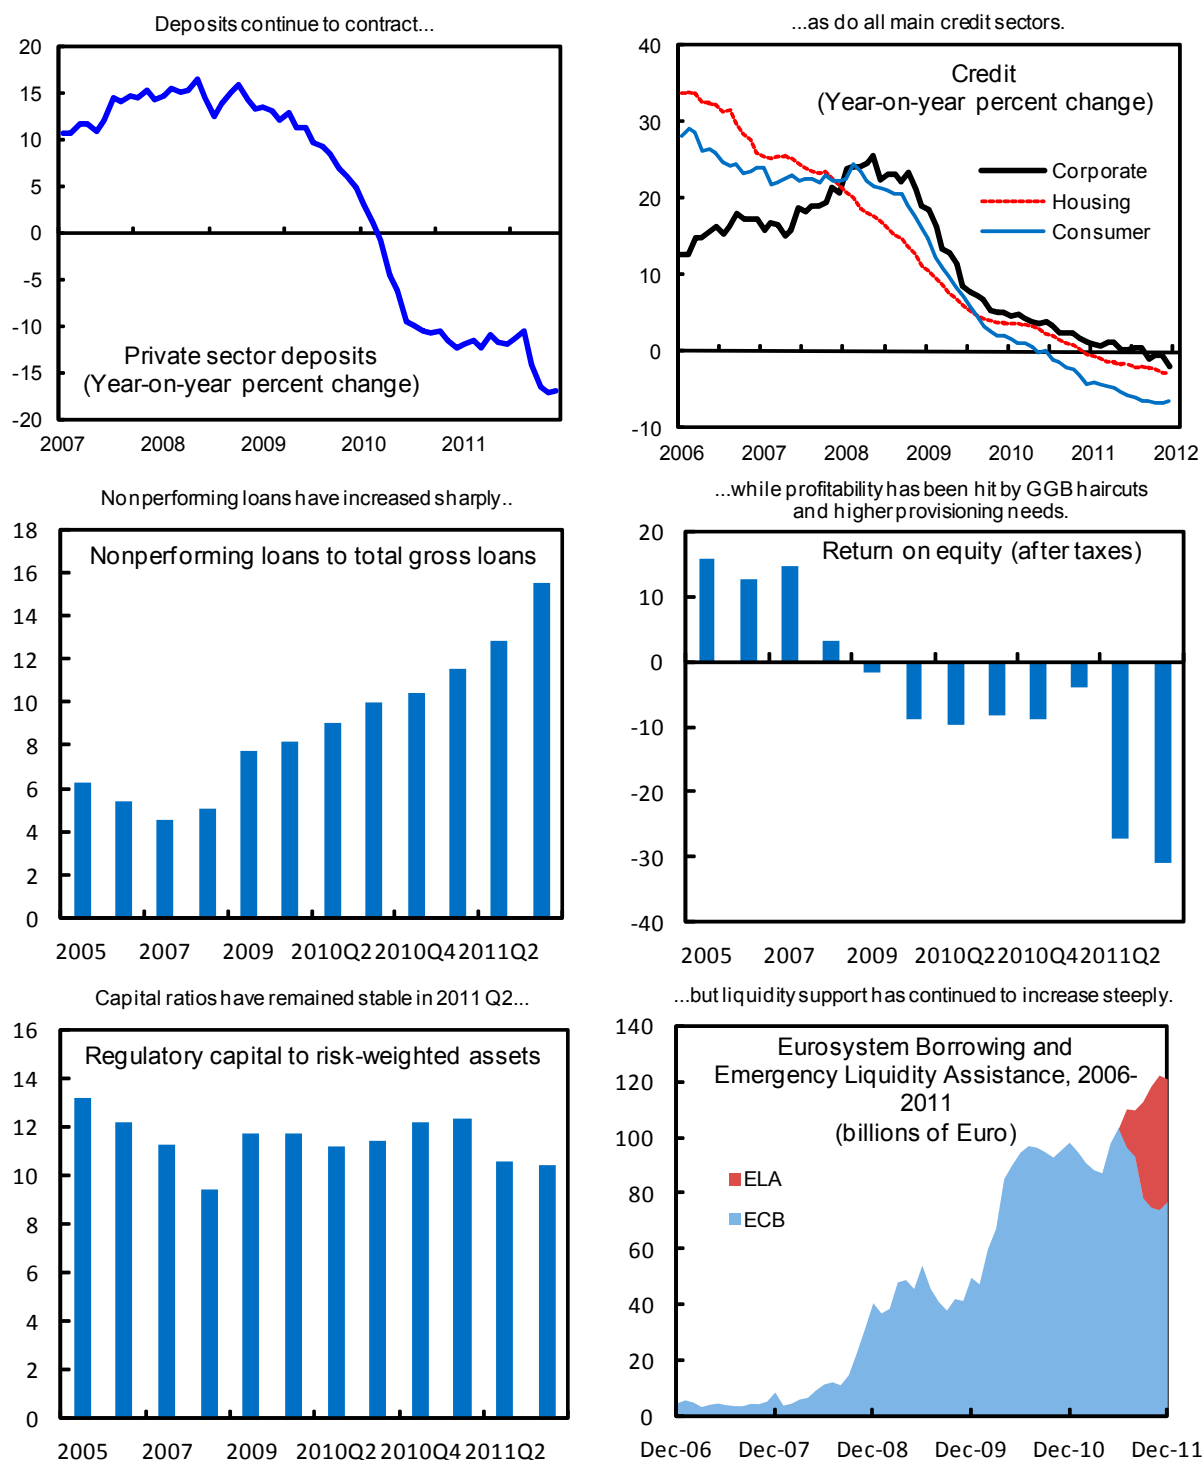 Deposits continue to contract...
20
15
10
5
0
-5
-10
-15
-20
Private sector deposits
(Year-on-year percent change)
2007 2008 2009 2010 2011
...as do all main credit sectors.
40
30
20
10
0
-10
Credit
(Year-on-year percent change)
Corporate
Housing
Consumer
2006 2007 2008 2009 2010 2011 2012
Nonperforming loans have increased sharply..
18
16
14
12
10
8
6
4
2
0
Nonperforming loans to total gross loans
2005 2007 2009 2010Q2 2010Q4 2011Q2
...while profitability has been hit by GGB haircuts
and higher provisioning needs.
20
10
0
-10
-20
-30
-40
Return on equity (after taxes)
2005 2007 2009 2010Q2 2010Q4 2011Q2
Capital ratios have remained stable in 2011 Q2...
16
14
12
10
8
6
4
2
0
Regulatory capital to risk-weighted assets
2005 2007 2009 2010Q2 2010Q4 2011Q2
...but liquidity support has continued to increase steeply.
140
120
100
80
60
40
20
0
Eurosystem Borrowing and
Emergency Liquidity Assistance, 2006-
2011
(billions of Euro)
ELA
ECB
Dec-06 Dec-07 Dec-08 Dec-09 Dec-10 Dec-11